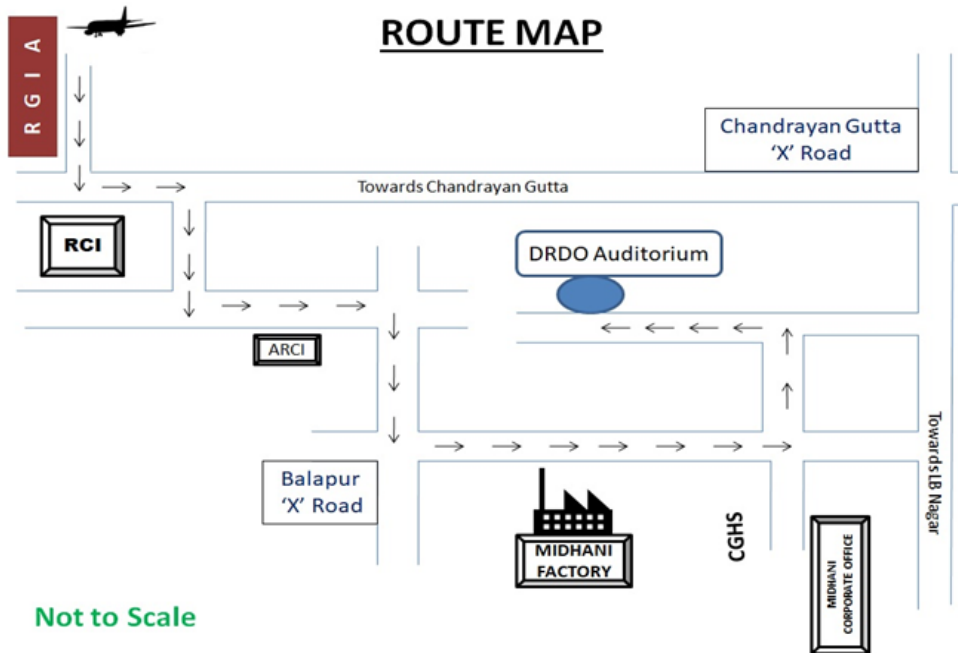 ROUTE MAP
R G I A
Chandrayan Gutta
'X' Road
Towards Chandrayan Gutta
RCI
DRDO Auditorium
ARCI
Towards LB Nagar
Balapur
'X' Road
MIDHANI
FACTORY
CGHS
MIDHANI
CORPORATE OFFICE
Not to Scale